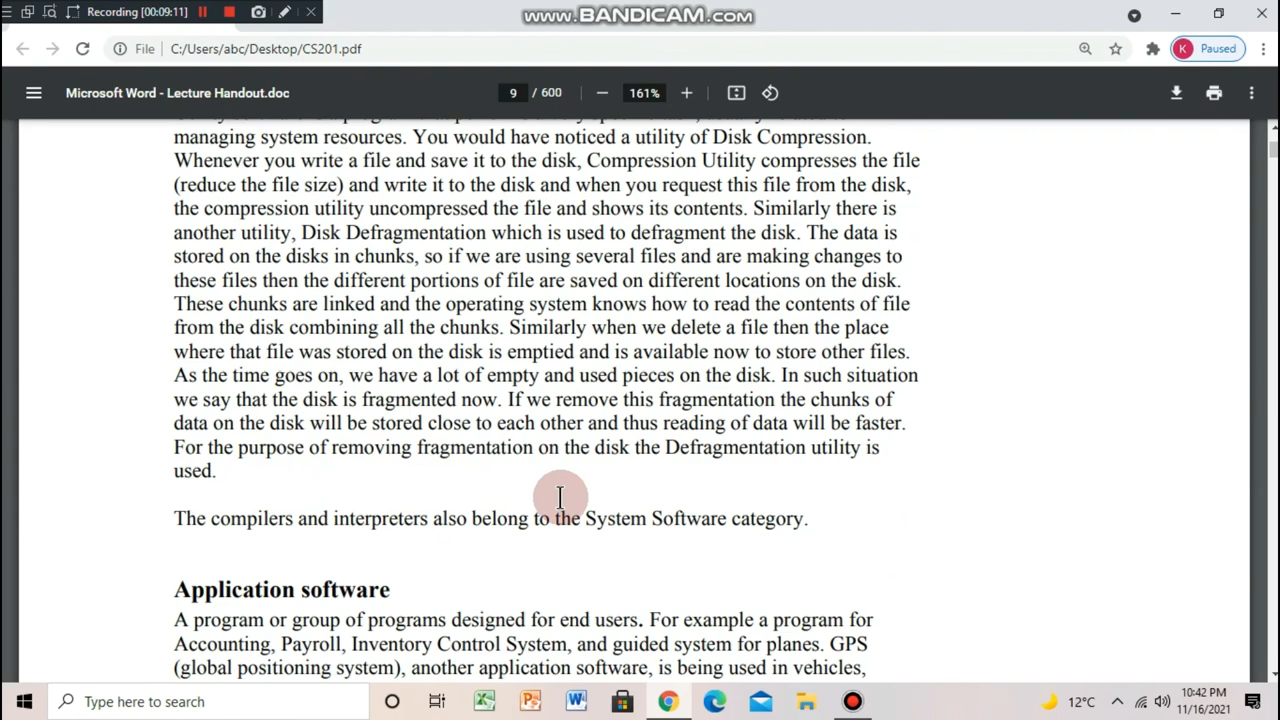 Recording [00:09:11]
www.BANDICAM.com
File C:/Users/abc/Desktop/CS201.pdf
K Paused
Microsoft Word - Lecture Handout.doc
9 / 600
161%
managing system resources. You would have noticed a utility of Disk Compression.
Whenever you write a file and save it to the disk, Compression Utility compresses the file
(reduce the file size) and write it to the disk and when you request this file from the disk,
the compression utility uncompressed the file and shows its contents. Similarly there is
another utility, Disk Defragmentation which is used to defragment the disk. The data is
stored on the disks in chunks, so if we are using several files and are making changes to
these files then the different portions of file are saved on different locations on the disk.
These chunks are linked and the operating system knows how to read the contents of file
from the disk combining all the chunks. Similarly when we delete a file then the place
where that file was stored on the disk is emptied and is available now to store other files.
As the time goes on, we have a lot of empty and used pieces on the disk. In such situation
we say that the disk is fragmented now. If we remove this fragmentation the chunks of
data on the disk will be stored close to each other and thus reading of data will be faster.
For the purpose of removing fragmentation on the disk the Defragmentation utility is
used.
The compilers and interpreters also belong to the System Software category.
Application software
A program or group of programs designed for end users. For example a program for
Accounting, Payroll, Inventory Control System, and guided system for planes. GPS
(global positioning system), another application software, is being used in vehicles,
Type here to search
12°C
10:42 PM
11/16/2021